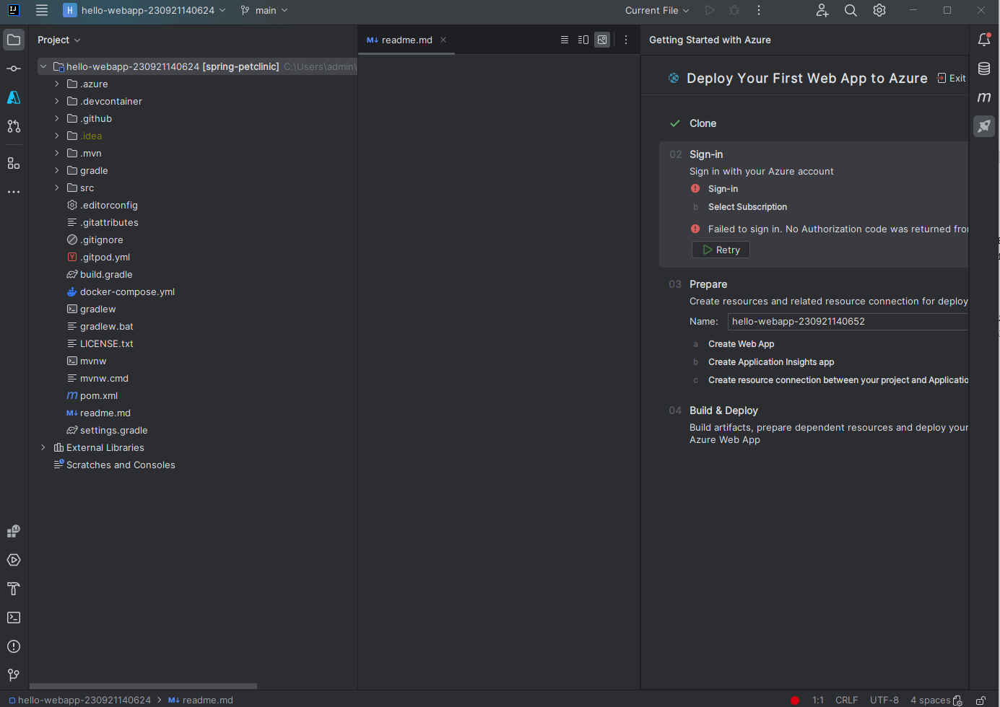 IJ
H hello-webapp-230921140624
main
Current File
Project
hello-webapp-230921140624 [spring-petclinic] C:\Users\admin\
.azure
.devcontainer
.github
.idea
.mvn
gradle
src
.editorconfig
.gitattributes
.gitignore
Y .gitpod.yml
build.gradle
docker-compose.yml
gradlew
gradlew.bat
LICENSE.txt
mvnw
mvnw.cmd
m pom.xml
M↓ readme.md
settings.gradle
External Libraries
Scratches and Consoles
M↓ readme.md
Getting Started with Azure
Deploy Your First Web App to Azure
Exit
Clone
02 Sign-in
Sign in with your Azure account
Sign-in
b Select Subscription
Failed to sign in. No Authorization code was returned from
Retry
03 Prepare
Create resources and related resource connection for deploy
Name: hello-webapp-230921140652
a Create Web App
b Create Application Insights app
c Create resource connection between your project and Applicatio
04 Build & Deploy
Build artifacts, prepare dependent resources and deploy your
Azure Web App
m
hello-webapp-230921140624 > M↓ readme.md
1:1 CRLF UTF-8 4 spaces